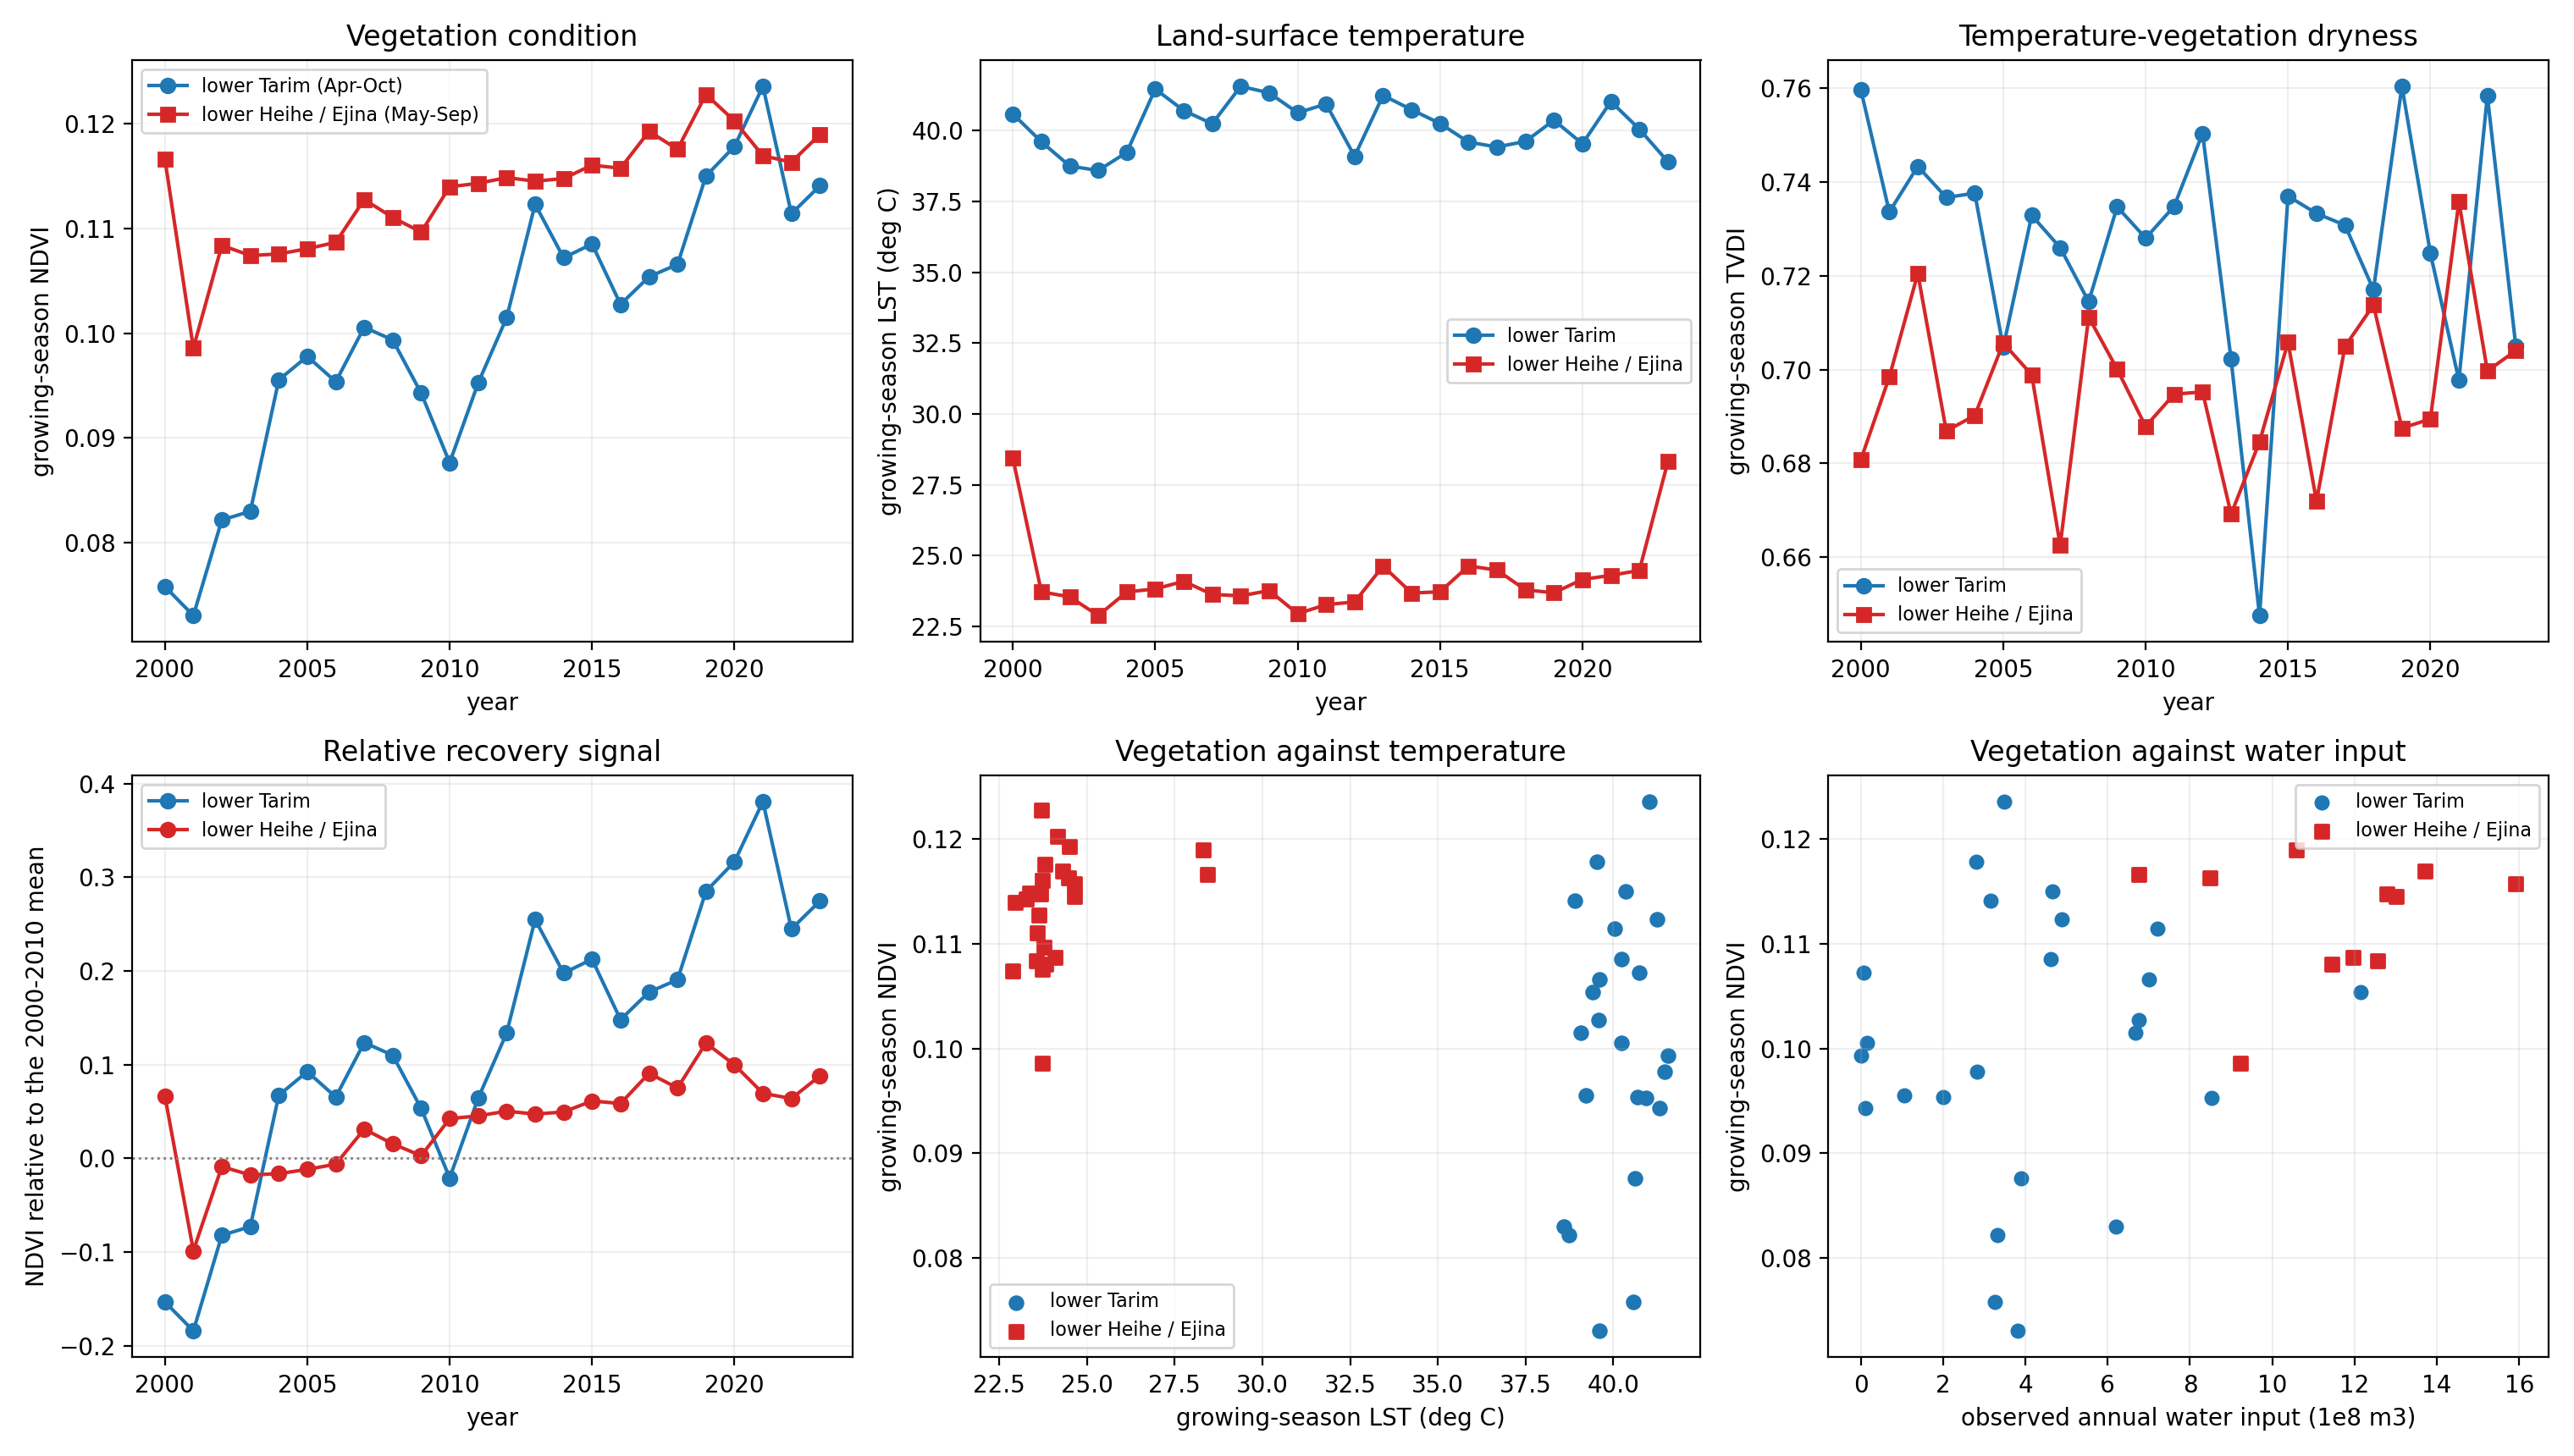 Vegetation condition
lower Tarim (Apr-Oct)
lower Heihe / Ejina (May-Sep)
growing-season NDVI
0.12
0.11
0.10
0.09
0.08
2000 2005 2010 2015 2020
year
Land-surface temperature
lower Tarim
lower Heihe / Ejina
growing-season LST (deg C)
40.0
37.5
35.0
32.5
30.0
27.5
25.0
22.5
2000 2005 2010 2015 2020
year
Temperature-vegetation dryness
lower Tarim
lower Heihe / Ejina
growing-season TVDI
0.76
0.74
0.72
0.70
0.68
0.66
2000 2005 2010 2015 2020
year
Relative recovery signal
lower Tarim
lower Heihe / Ejina
NDVI relative to the 2000-2010 mean
0.4
0.3
0.2
0.1
0.0
−0.1
−0.2
2000 2005 2010 2015 2020
year
Vegetation against temperature
lower Tarim
lower Heihe / Ejina
growing-season NDVI
0.12
0.11
0.10
0.09
0.08
22.5 25.0 27.5 30.0 32.5 35.0 37.5 40.0
growing-season LST (deg C)
Vegetation against water input
lower Tarim
lower Heihe / Ejina
growing-season NDVI
0.12
0.11
0.10
0.09
0.08
0 2 4 6 8 10 12 14 16
observed annual water input (1e8 m3)